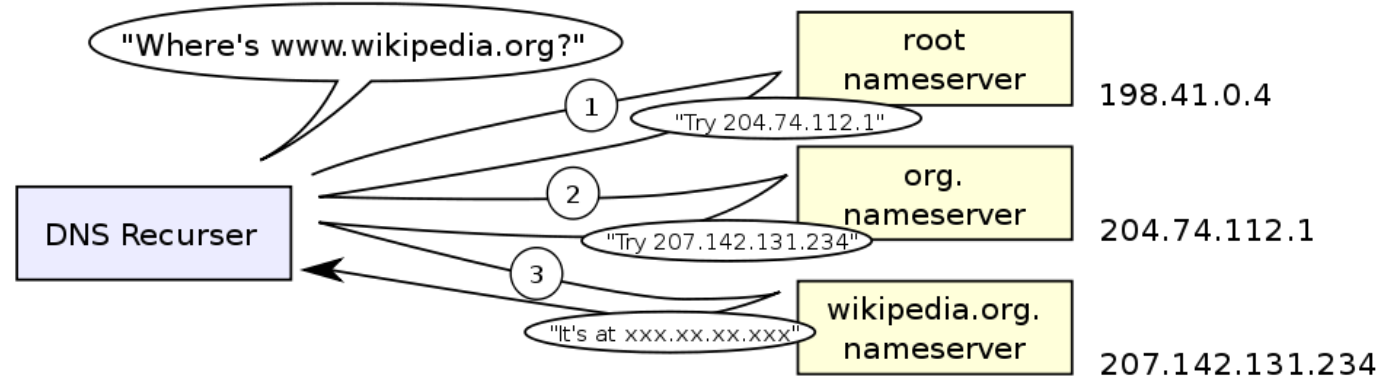 "Where's www.wikipedia.org?"
root
nameserver
198.41.0.4
1
"Try 204.74.112.1"
org.
nameserver
204.74.112.1
2
"Try 207.142.131.234"
DNS Recurser
3
wikipedia.org.
nameserver
207.142.131.234
"It's at xxx.xx.xx.xxx"